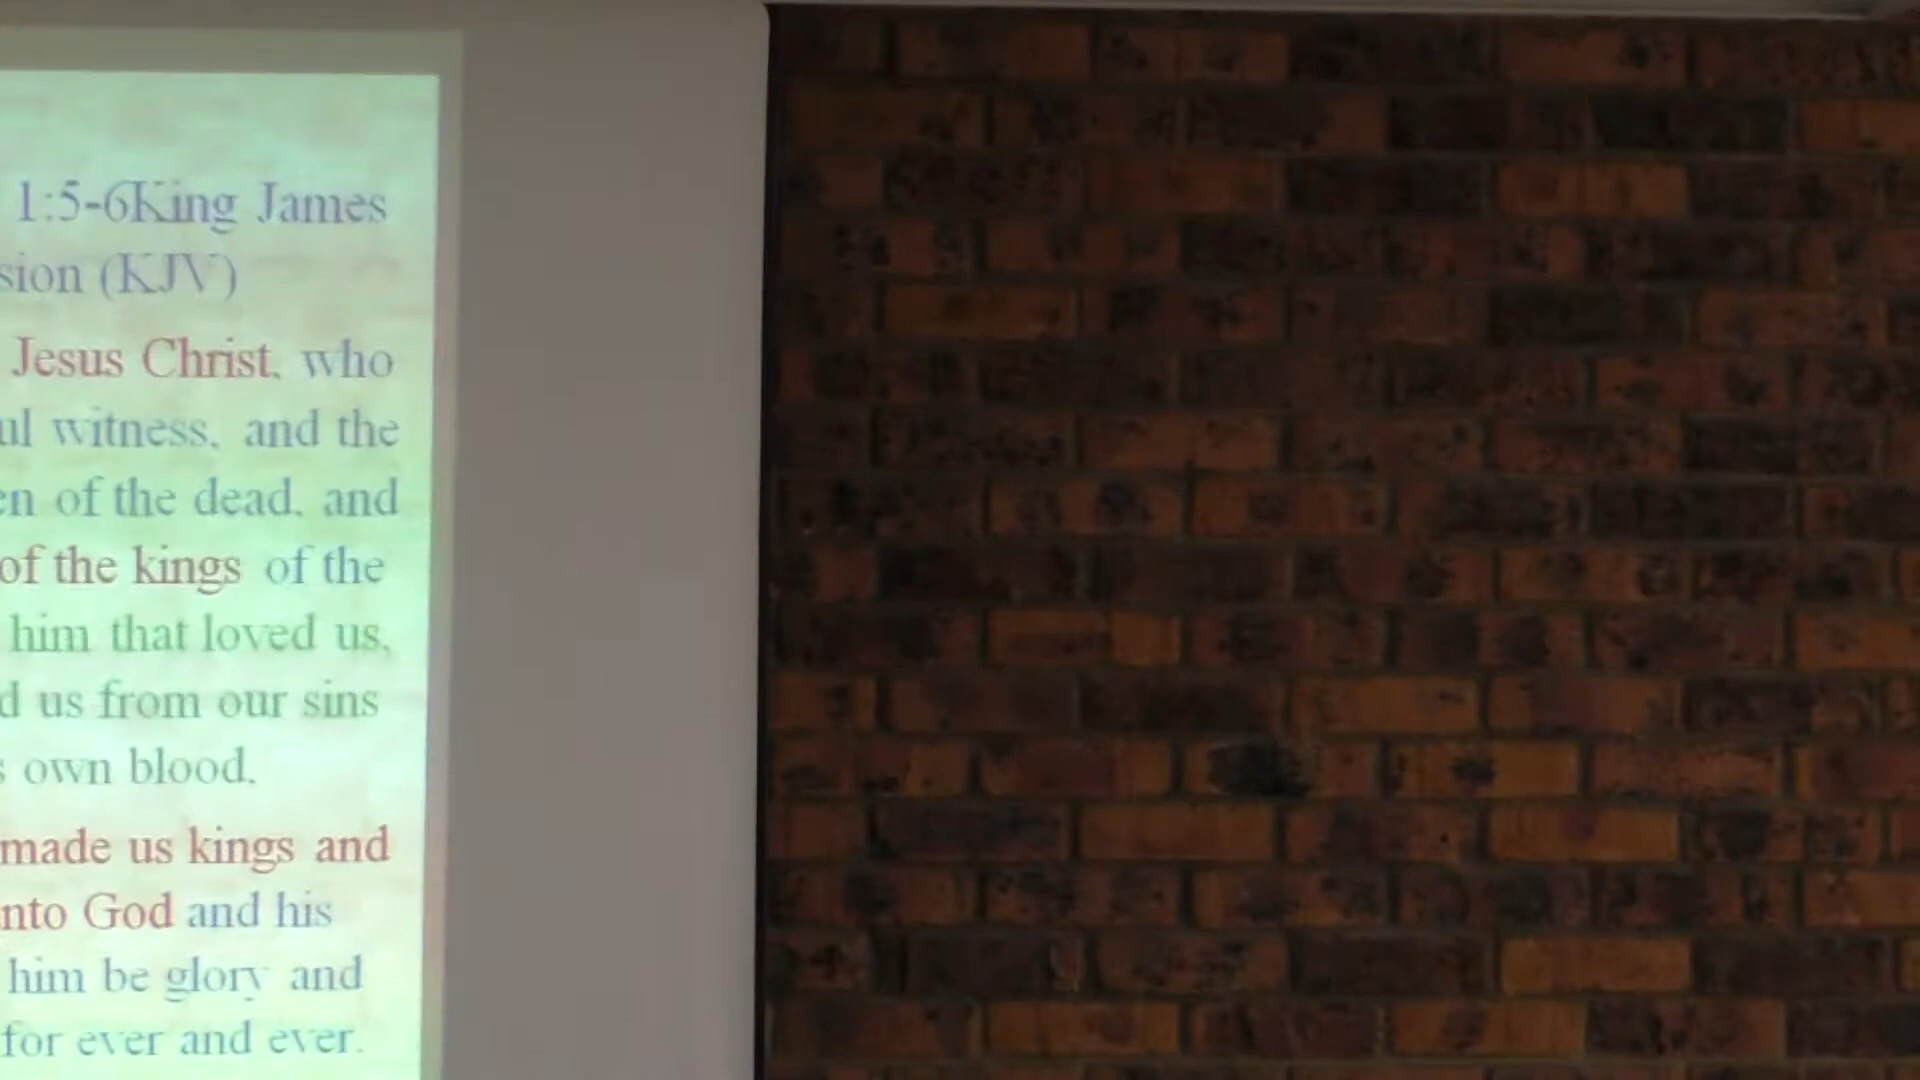 1:5-6King James
sion (KJV)
Jesus Christ, who
ul witness, and the
en of the dead, and
of the kings of the
him that loved us,
d us from our sins
s own blood,
made us kings and
nto God and his
him be glory and
for ever and ever.